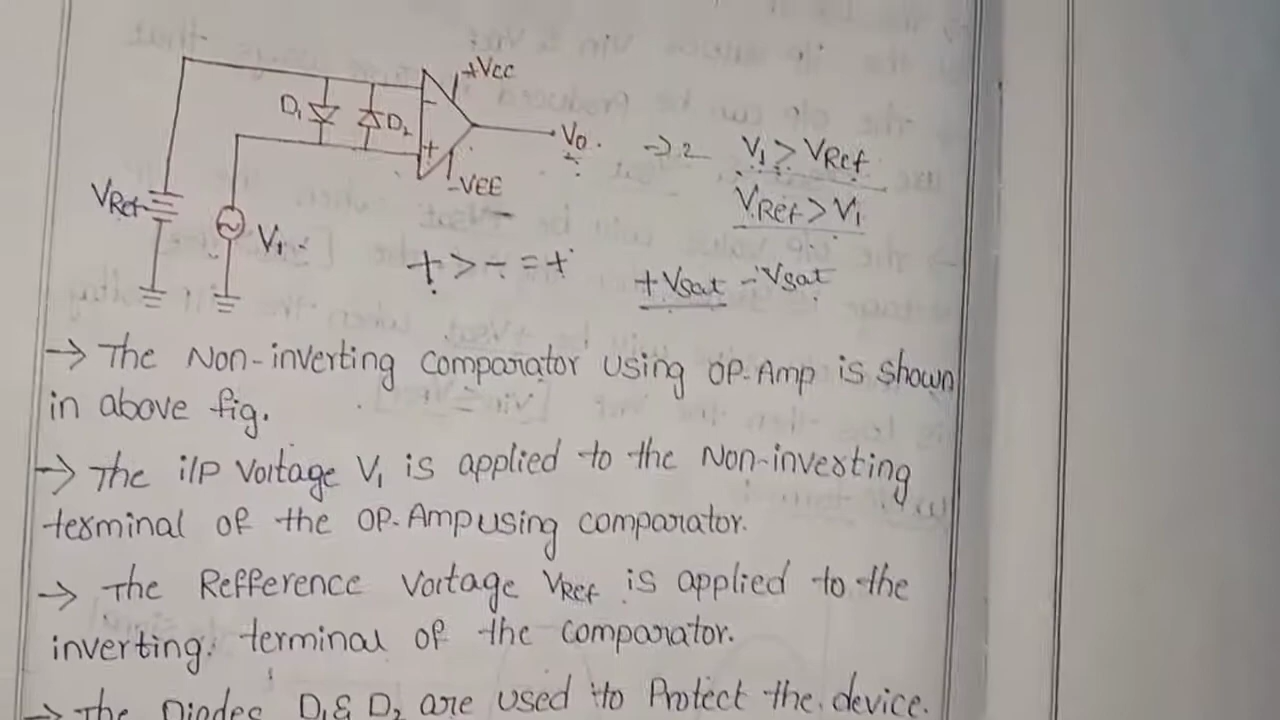 +Vcc
D1
D2
-
+
Vo.
-VEE
VRef
V1
→ 2
V1 > VRef
VRef > V1
+ > - = +
+Vsat -Vsat
→ The Non-inverting comparator using OP-Amp is shown
in above fig.
→ The i/P Voltage V1 is applied to the Non-inverting
terminal of the OP-Amp using comparator.
→ The Refference Voltage VRef is applied to the
inverting terminal of the comparator.
→ The Diodes D1 & D2 are used to Protect the device.